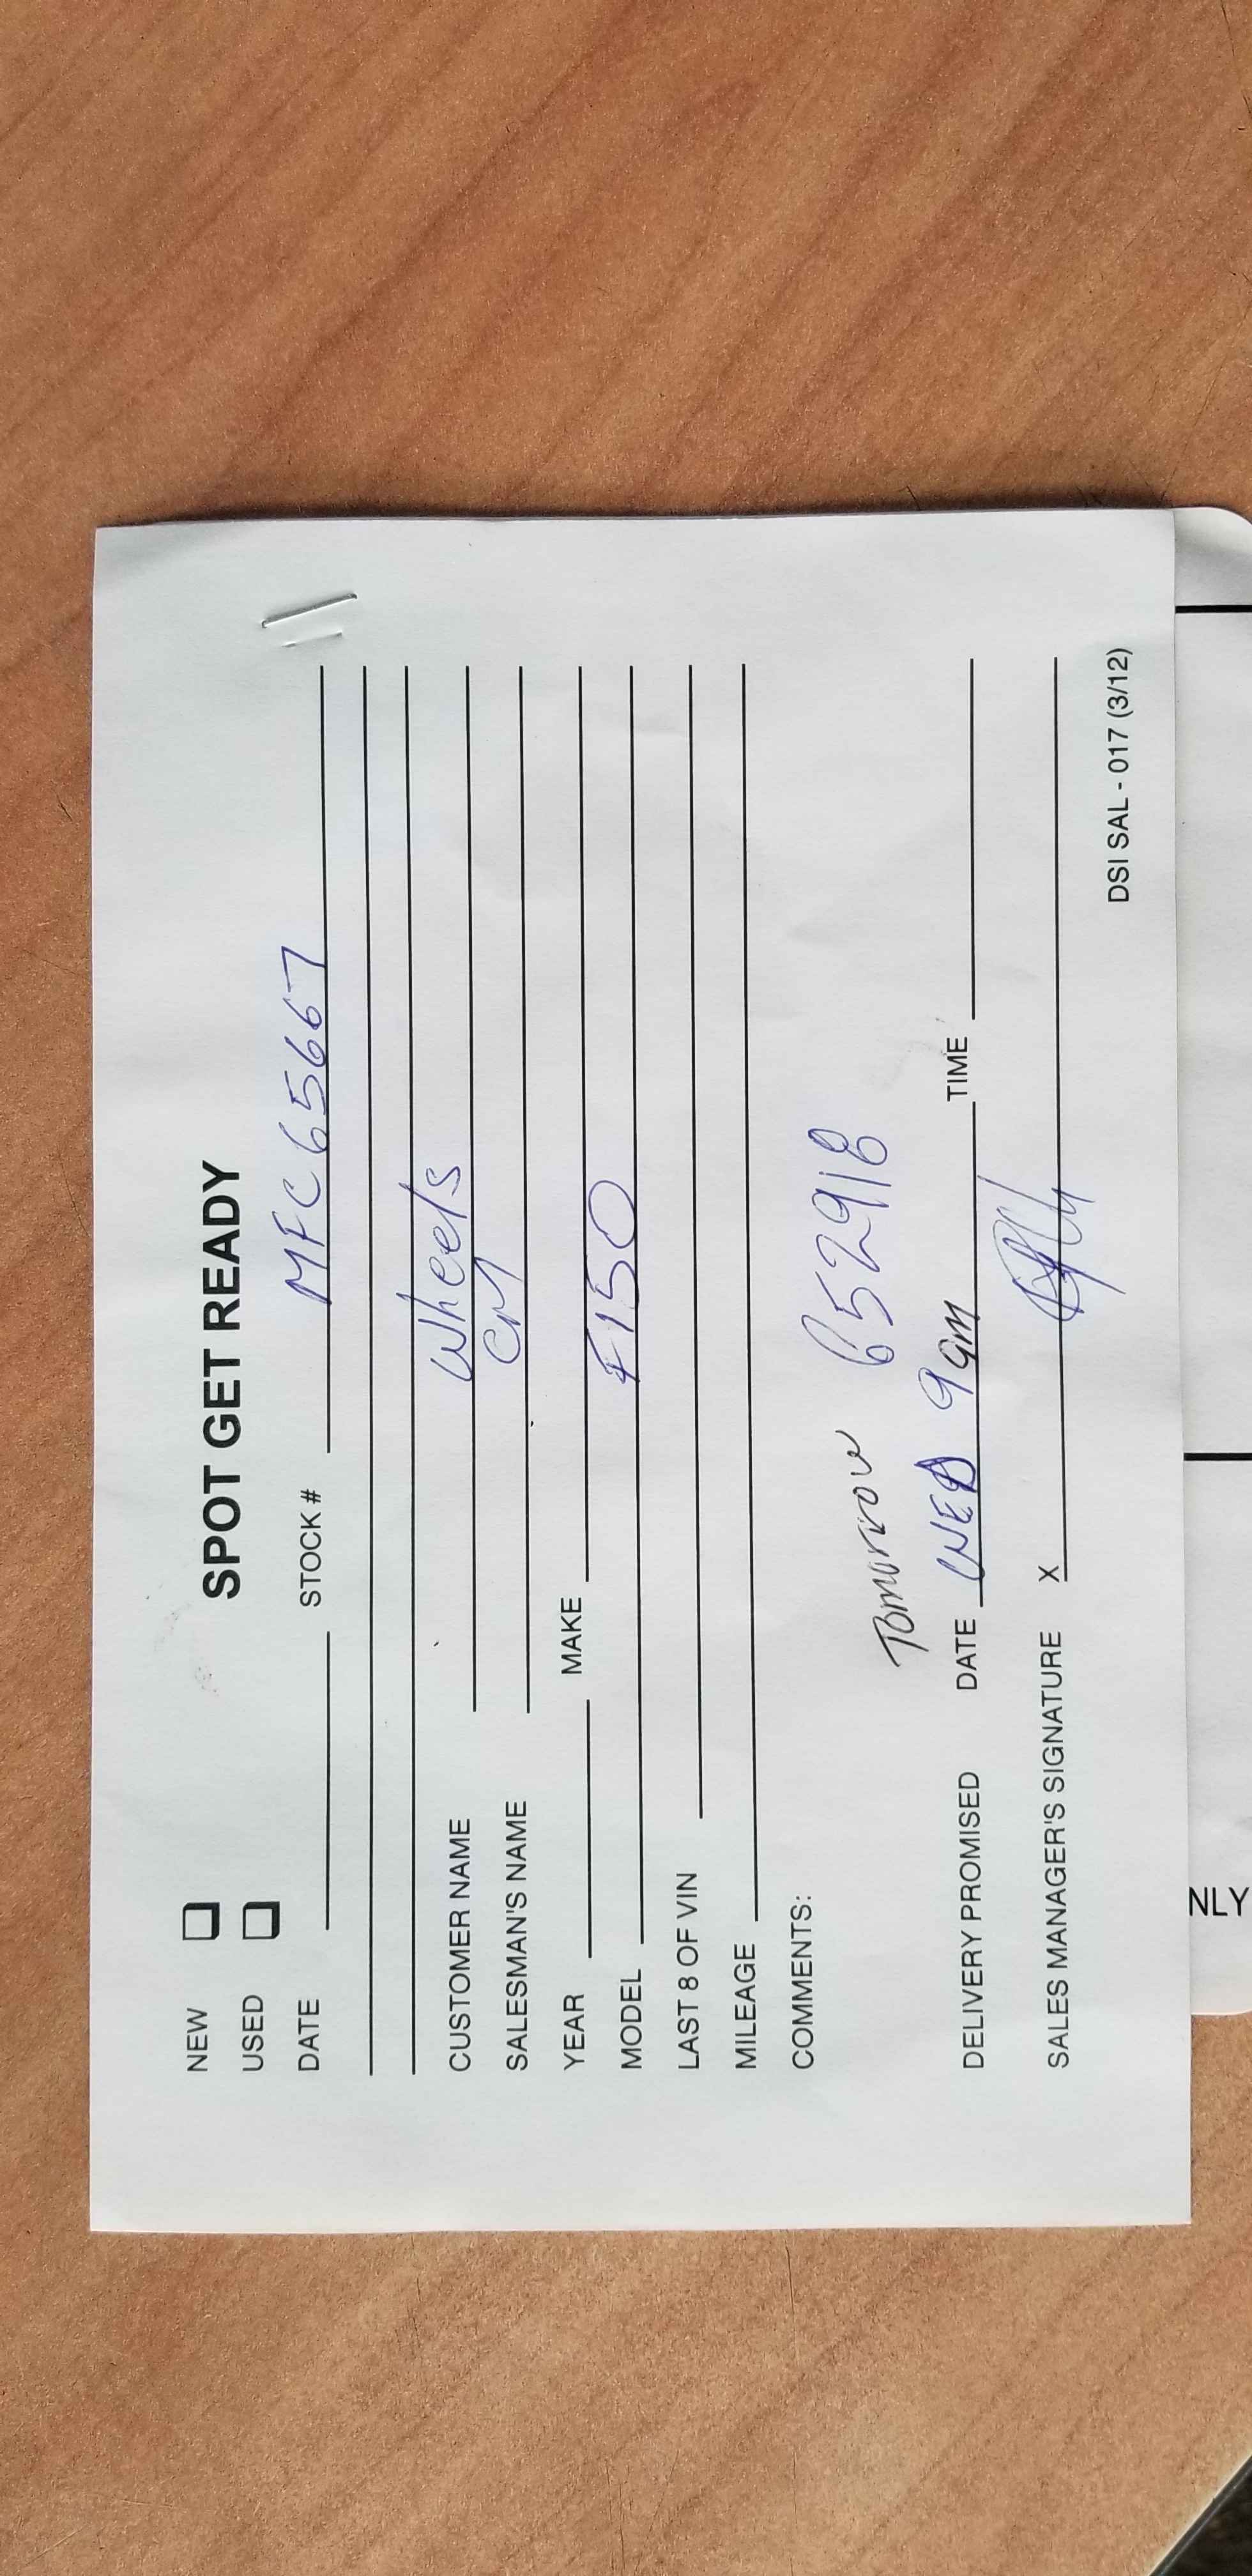 NEW
USED
SPOT GET READY
DATE STOCK # MFC65667
CUSTOMER NAME Wheels
SALESMAN'S NAME CM
YEAR MAKE
MODEL F150
LAST 8 OF VIN
MILEAGE
COMMENTS:
652918
Tomorrow
DELIVERY PROMISED DATE WED 9am TIME
SALES MANAGER'S SIGNATURE X
DSI SAL - 017 (3/12)
NLY